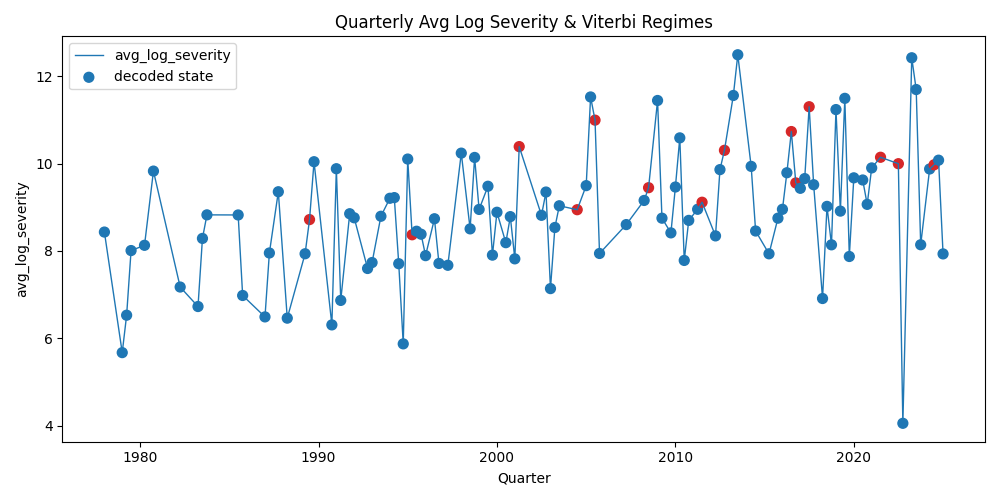 Quarterly Avg Log Severity & Viterbi Regimes
avg_log_severity
decoded state
avg_log_severity
12
10
8
6
4
1980
1990
2000
2010
2020
Quarter